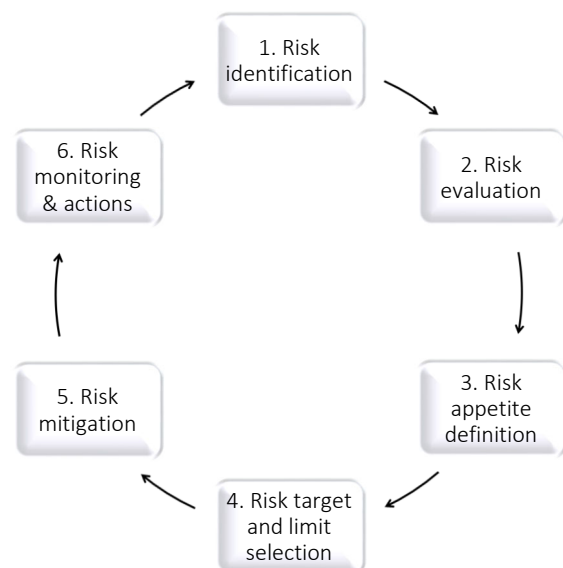 1. Risk
identification
2. Risk
evaluation
3. Risk
appetite
definition
4. Risk target
and limit
selection
5. Risk
mitigation
6. Risk
monitoring
& actions